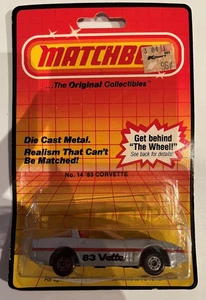 MATCHBOX
...The Original Collectibles
Die Cast Metal.
Realism That Can't
Be Matched!
Get behind
"The Wheel!"
See back for details!
No. 14 '83 CORVETTE
83 Vette